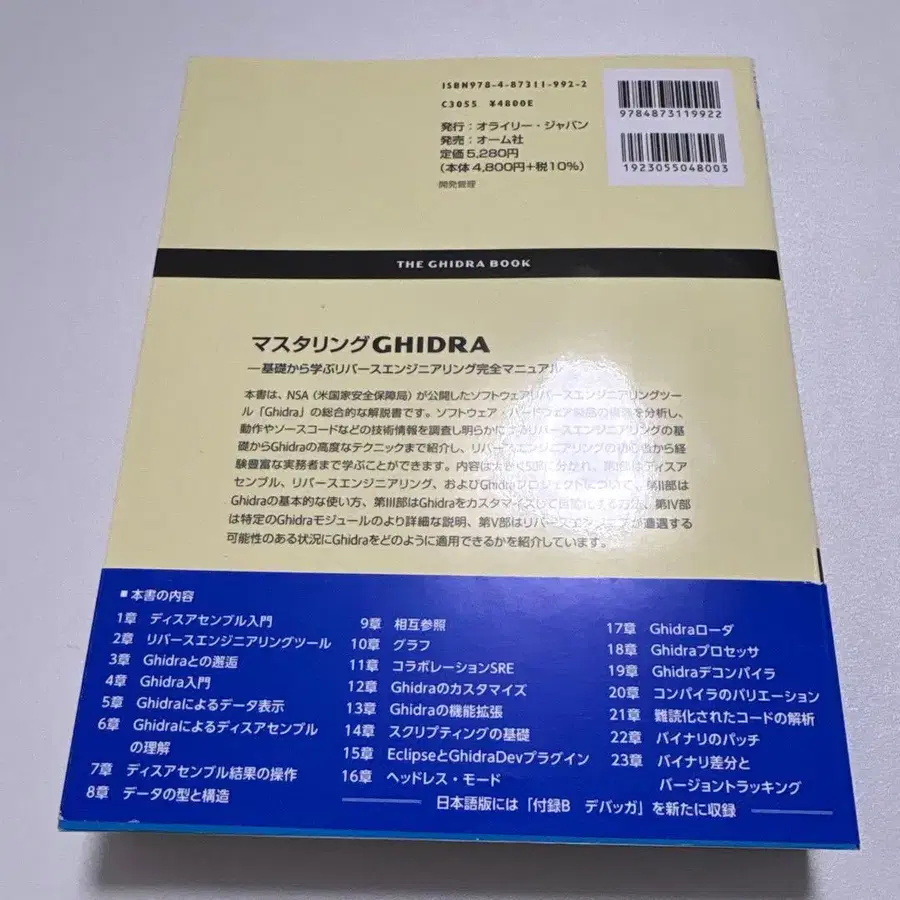 ISBN978-4-87311-992-2
C3055 ¥4800E
発行：オライリー・ジャパン
発売：オーム社
定価5,280円
（本体4,800円+税10%）
開発管理
9784873119922
1923055048003
THE GHIDRA BOOK
マスタリングGHIDRA
―基礎から学ぶリバースエンジニアリング完全マニュアル
本書は、NSA（米国家安全保障局）が公開したソフトウェアリバースエンジニアリングツー
ル「Ghidra」の総合的な解説書です。ソフトウェア・ハードウェア製品の構造を分析し、
動作やソースコードなどの技術情報を調査し明らかにするリバースエンジニアリングの基
礎からGhidraの高度なテクニックまで紹介し、リバースエンジニアリングの初心者から経
験豊富な実務者まで学ぶことができます。内容は大きく5部に分かれ、第I部はディスア
センブル、リバースエンジニアリング、およびGhidraプロジェクトについて、第II部は
Ghidraの基本的な使い方、第III部はGhidraをカスタマイズして自動化する方法、第IV部
は特定のGhidraモジュールのより詳細な説明、第V部はリバースエンジニアが遭遇する
可能性のある状況にGhidraをどのように適用できるかを紹介しています。
■ 本書の内容
1章 ディスアセンブル入門
2章 リバースエンジニアリングツール
3章 Ghidraとの邂逅
4章 Ghidra入門
5章 Ghidraによるデータ表示
6章 Ghidraによるディスアセンブル
の理解
7章 ディスアセンブル結果の操作
8章 データの型と構造
9章 相互参照
10章 グラフ
11章 コラボレーションSRE
12章 Ghidraのカスタマイズ
13章 Ghidraの機能拡張
14章 スクリプティングの基礎
15章 EclipseとGhidraDevプラグイン
16章 ヘッドレス・モード
17章 Ghidraローダ
18章 Ghidraプロセッサ
19章 Ghidraデコンパイラ
20章 コンパイラのバリエーション
21章 難読化されたコードの解析
22章 バイナリのパッチ
23章 バイナリ差分と
バージョントラッキング
日本語版には「付録B デバッガ」を新たに収録